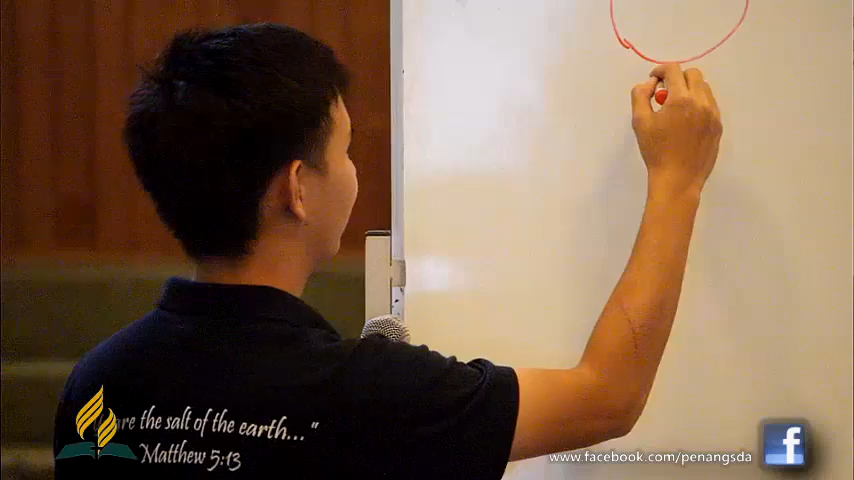 are the salt of the earth..."
Matthew 5:13
www.facebook.com/penangsda
f